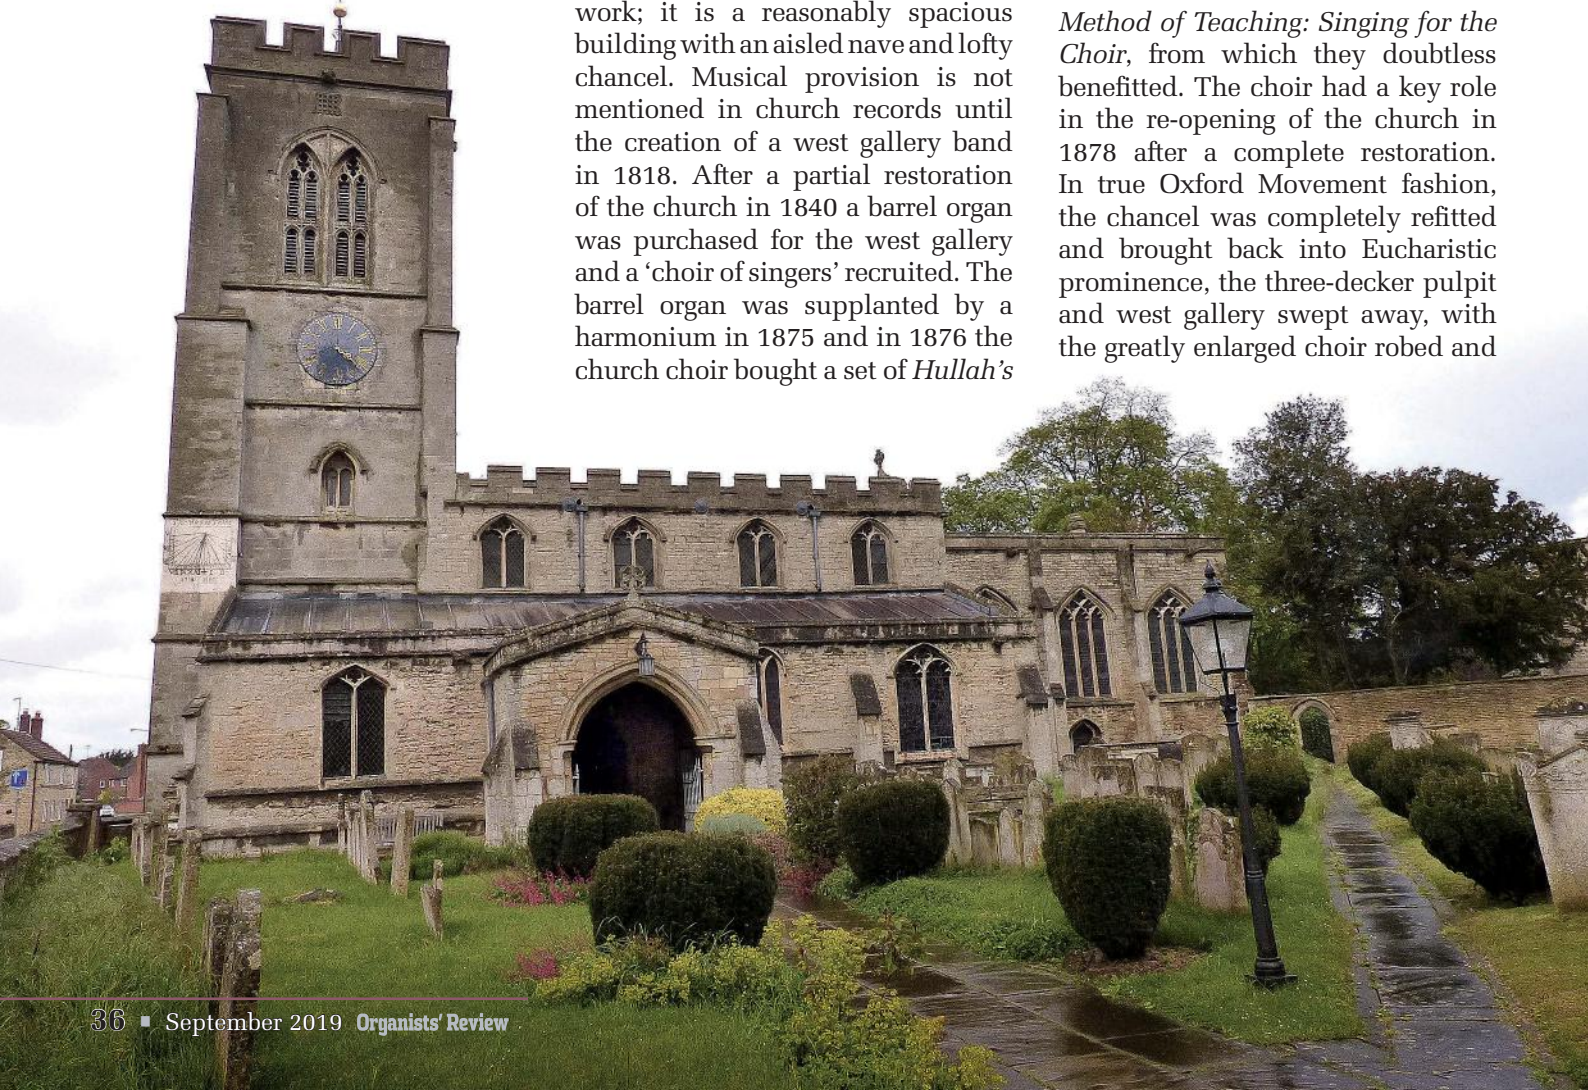 work; it is a reasonably spacious
building with an aisled nave and lofty
chancel. Musical provision is not
mentioned in church records until
the creation of a west gallery band
in 1818. After a partial restoration
of the church in 1840 a barrel organ
was purchased for the west gallery
and a ‘choir of singers’ recruited. The
barrel organ was supplanted by a
harmonium in 1875 and in 1876 the
church choir bought a set of Hullah’s
Method of Teaching: Singing for the
Choir, from which they doubtless
benefitted. The choir had a key role
in the re-opening of the church in
1878 after a complete restoration.
In true Oxford Movement fashion,
the chancel was completely refitted
and brought back into Eucharistic
prominence, the three-decker pulpit
and west gallery swept away, with
the greatly enlarged choir robed and
36 ■ September 2019 Organists’ Review